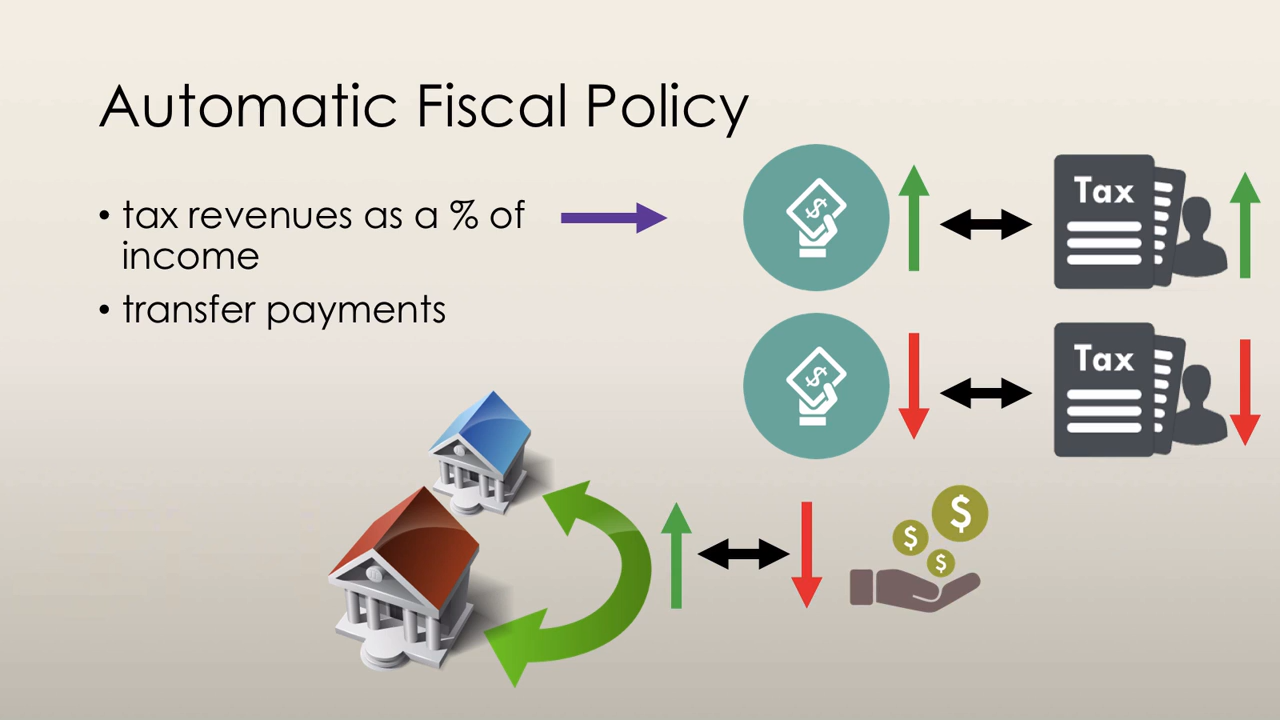 Automatic Fiscal Policy
• tax revenues as a % of
income
• transfer payments
$
Tax
$
Tax
$
$
$